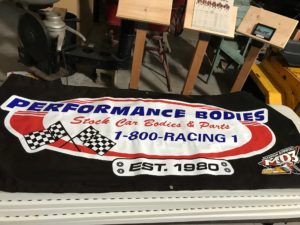 PERFORMANCE BODIES
Stock Car Bodies & Parts
1-800-RACING 1
EST. 1980